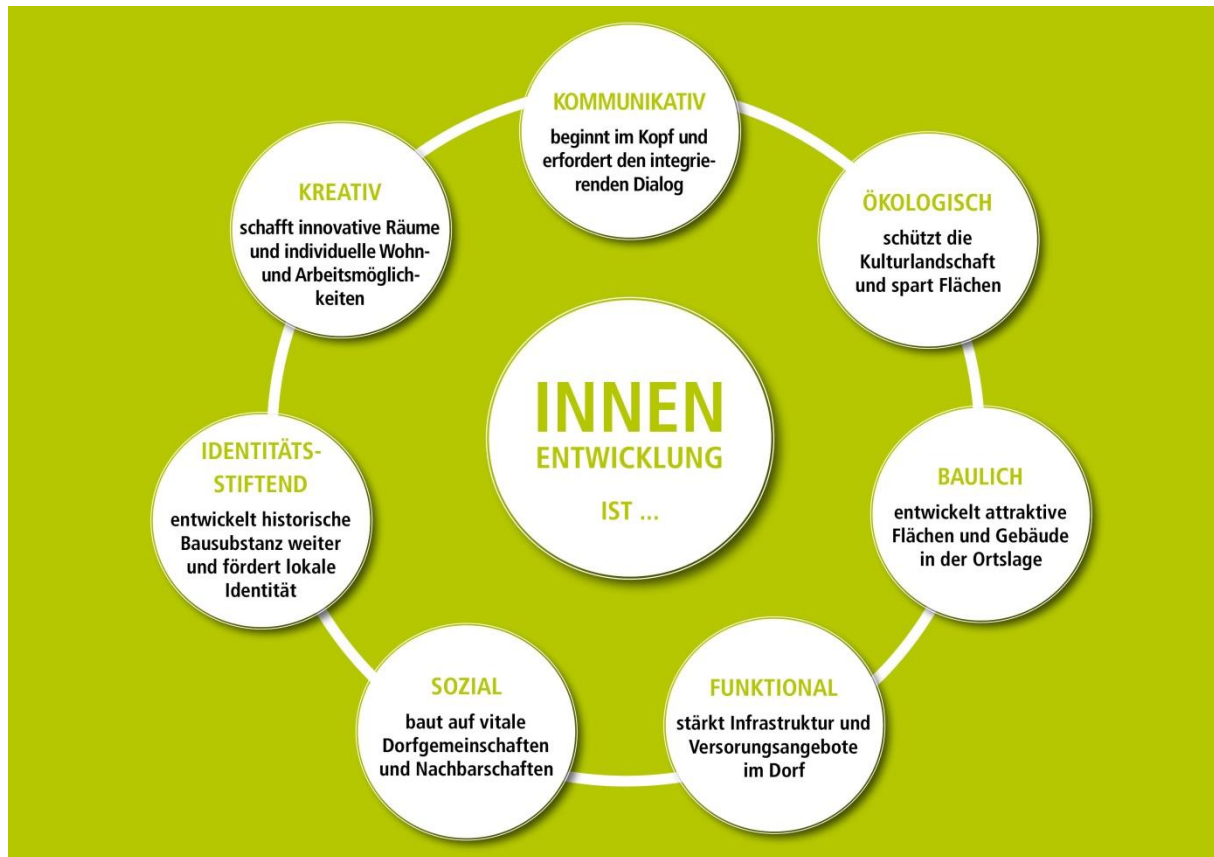 KOMMUNIKATIV
beginnt im Kopf und
erfordert den integrie-
renden Dialog
ÖKOLOGISCH
schützt die
Kulturlandschaft
und spart Flächen
BAULICH
entwickelt attraktive
Flächen und Gebäude
in der Ortslage
FUNKTIONAL
stärkt Infrastruktur und
Versorungsangebote
im Dorf
SOZIAL
baut auf vitale
Dorfgemeinschaften
und Nachbarschaften
IDENTITÄTS-
STIFTEND
entwickelt historische
Bausubstanz weiter
und fördert lokale
Identität
KREATIV
schafft innovative Räume
und individuelle Wohn-
und Arbeitsmöglich-
keiten
INNEN
ENTWICKLUNG
IST ...